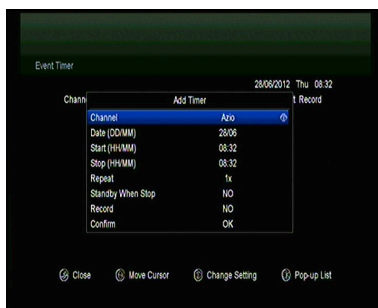 Event Timer
28/06/2012 Thu 08:32
Chann Add Timer t Record
Channel Azio
Date (DD/MM) 28/06
Start (HH/MM) 08:32
Stop (HH/MM) 08:32
Repeat 1x
Standby When Stop NO
Record NO
Confirm OK
Close Move Cursor Change Setting Pop-up List